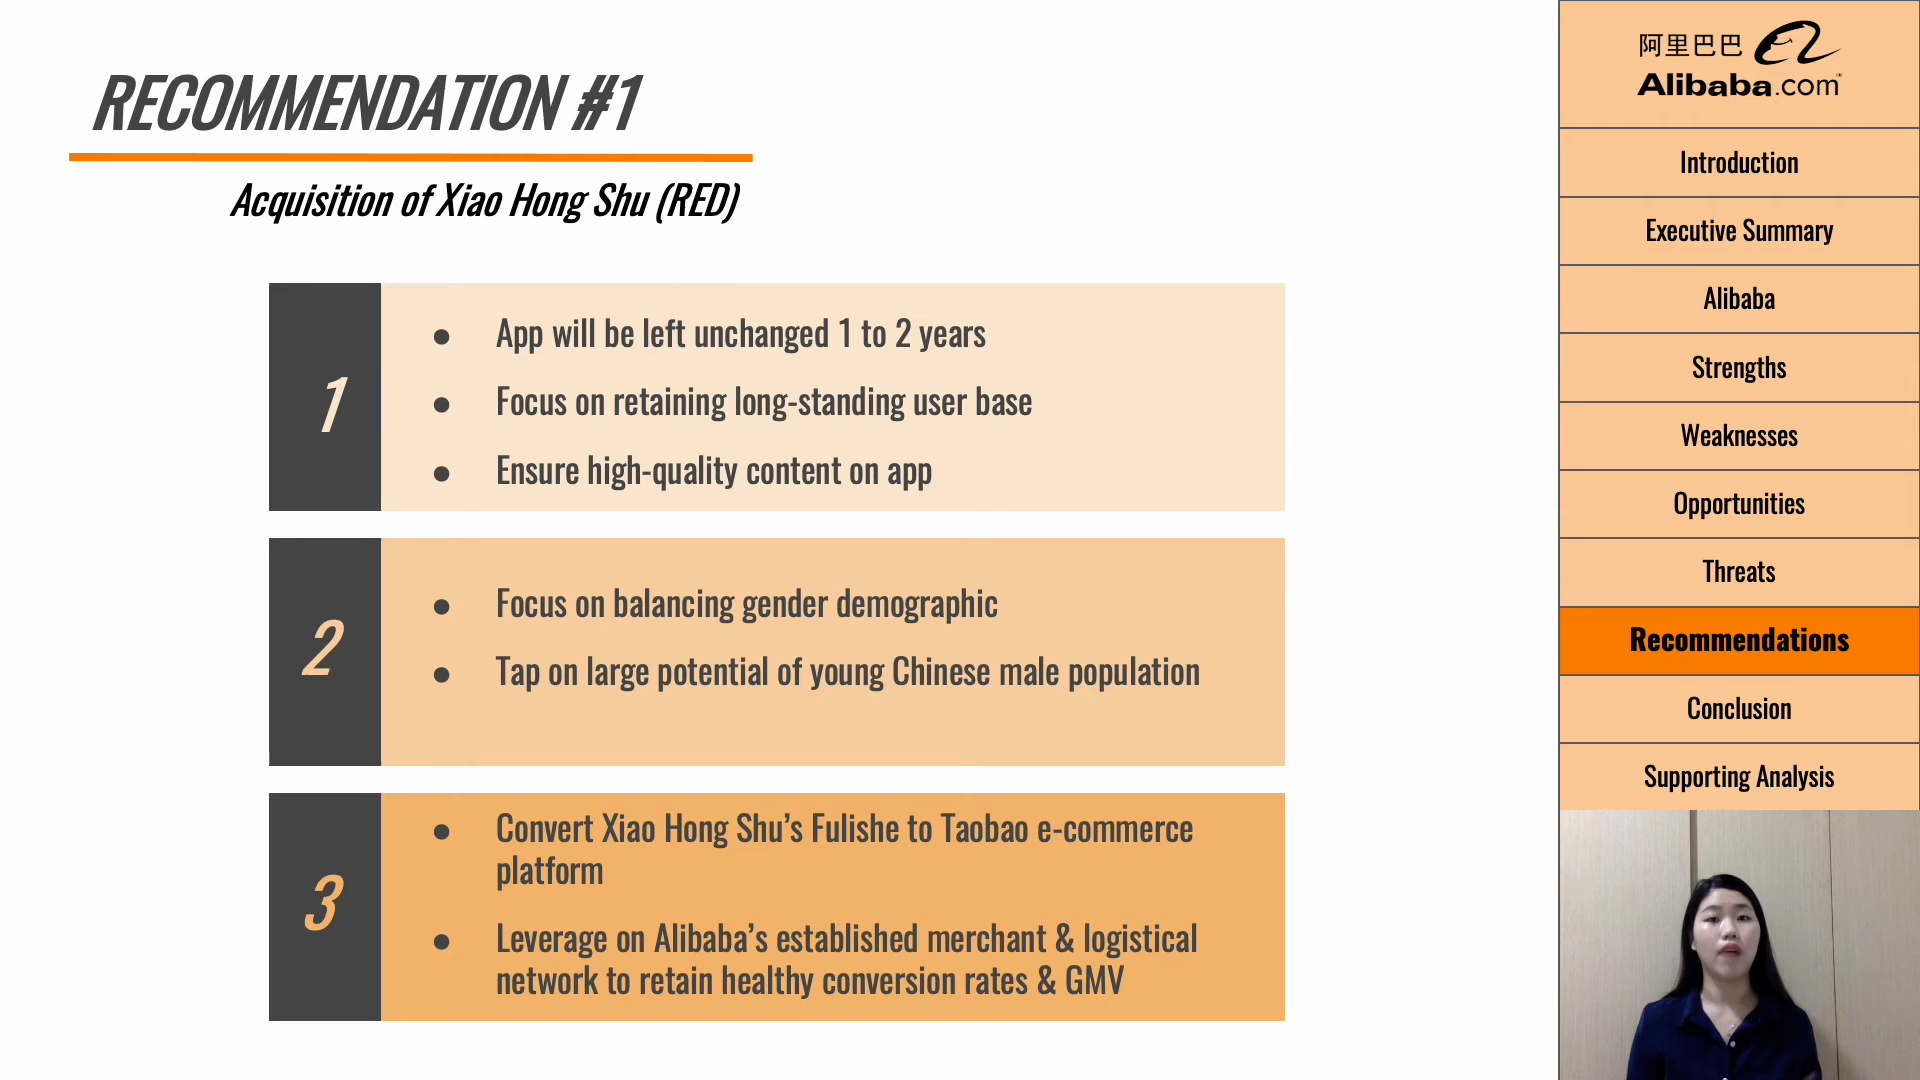 RECOMMENDATION #1
Acquisition of Xiao Hong Shu (RED)
1
● App will be left unchanged 1 to 2 years
● Focus on retaining long-standing user base
● Ensure high-quality content on app
2
● Focus on balancing gender demographic
● Tap on large potential of young Chinese male population
3
● Convert Xiao Hong Shu’s Fulishe to Taobao e-commerce
platform
● Leverage on Alibaba’s established merchant & logistical
network to retain healthy conversion rates & GMV
阿里巴巴
Alibaba.com™
Introduction
Executive Summary
Alibaba
Strengths
Weaknesses
Opportunities
Threats
Recommendations
Conclusion
Supporting Analysis